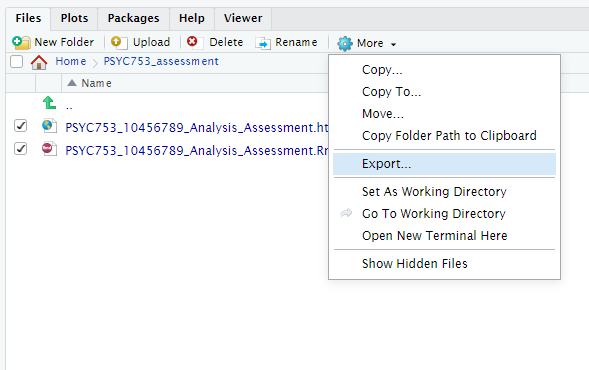 Files Plots Packages Help Viewer
New Folder Upload Delete Rename More
Home PSYC753_assessment
Name
..
PSYC753_10456789_Analysis_Assessment.ht
PSYC753_10456789_Analysis_Assessment.Rr
Copy...
Copy To...
Move...
Copy Folder Path to Clipboard
Export...
Set As Working Directory
Go To Working Directory
Open New Terminal Here
Show Hidden Files